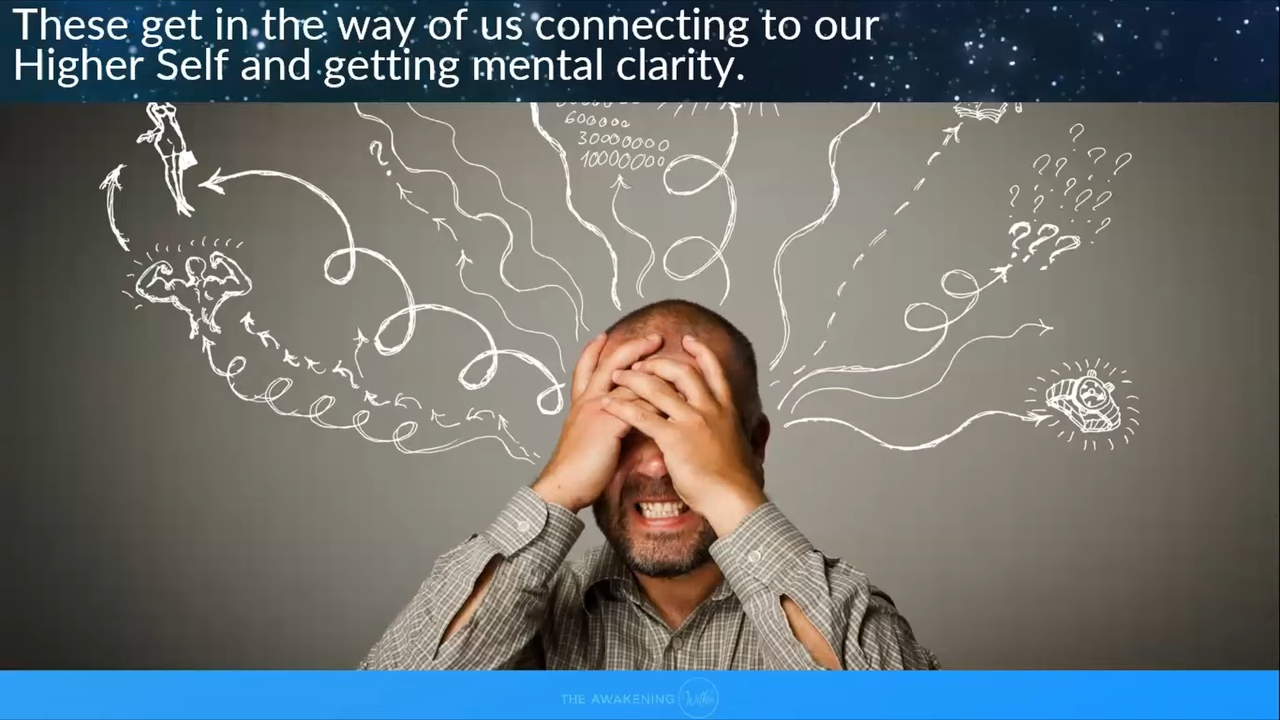 These get in the way of us connecting to our
Higher Self and getting mental clarity.
600000
30000000
10000000
THE AWAKENING Within